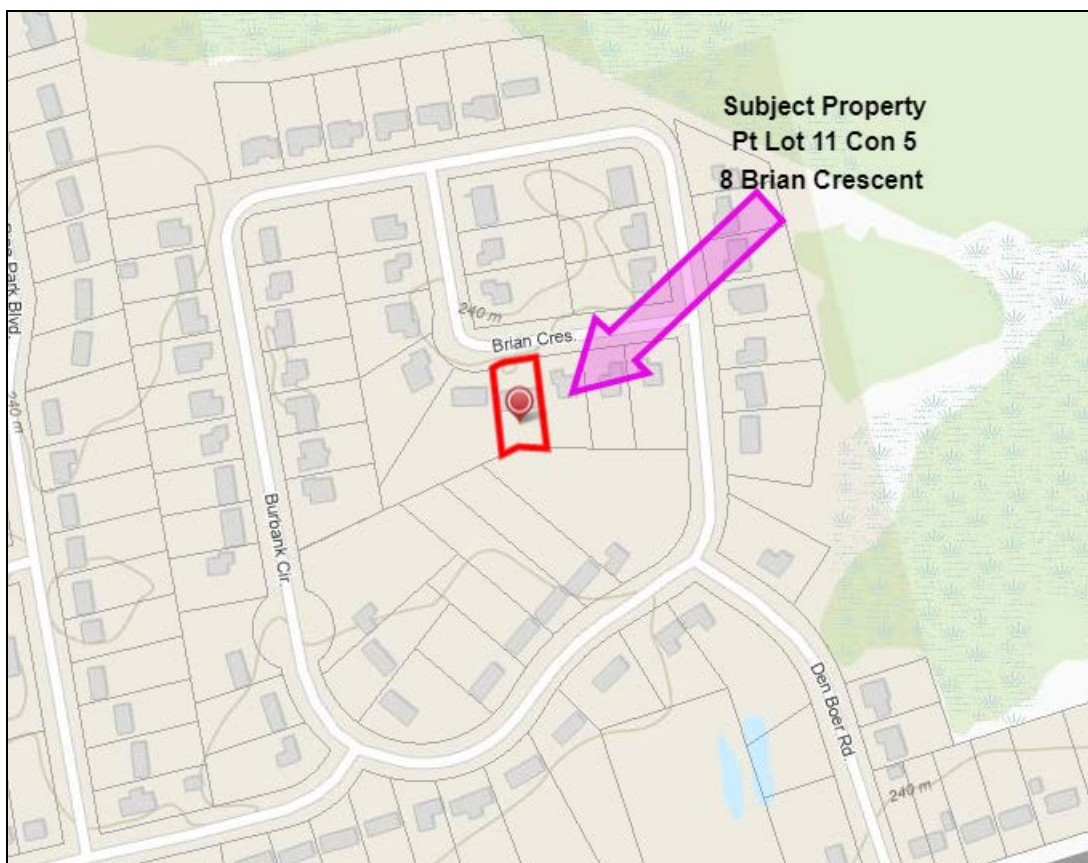 Subject Property
Pt Lot 11 Con 5
8 Brian Crescent
Park Blvd.
240 m
240 m
Brian Cres.
Burbank Cir.
Den Boer Rd.
240 m